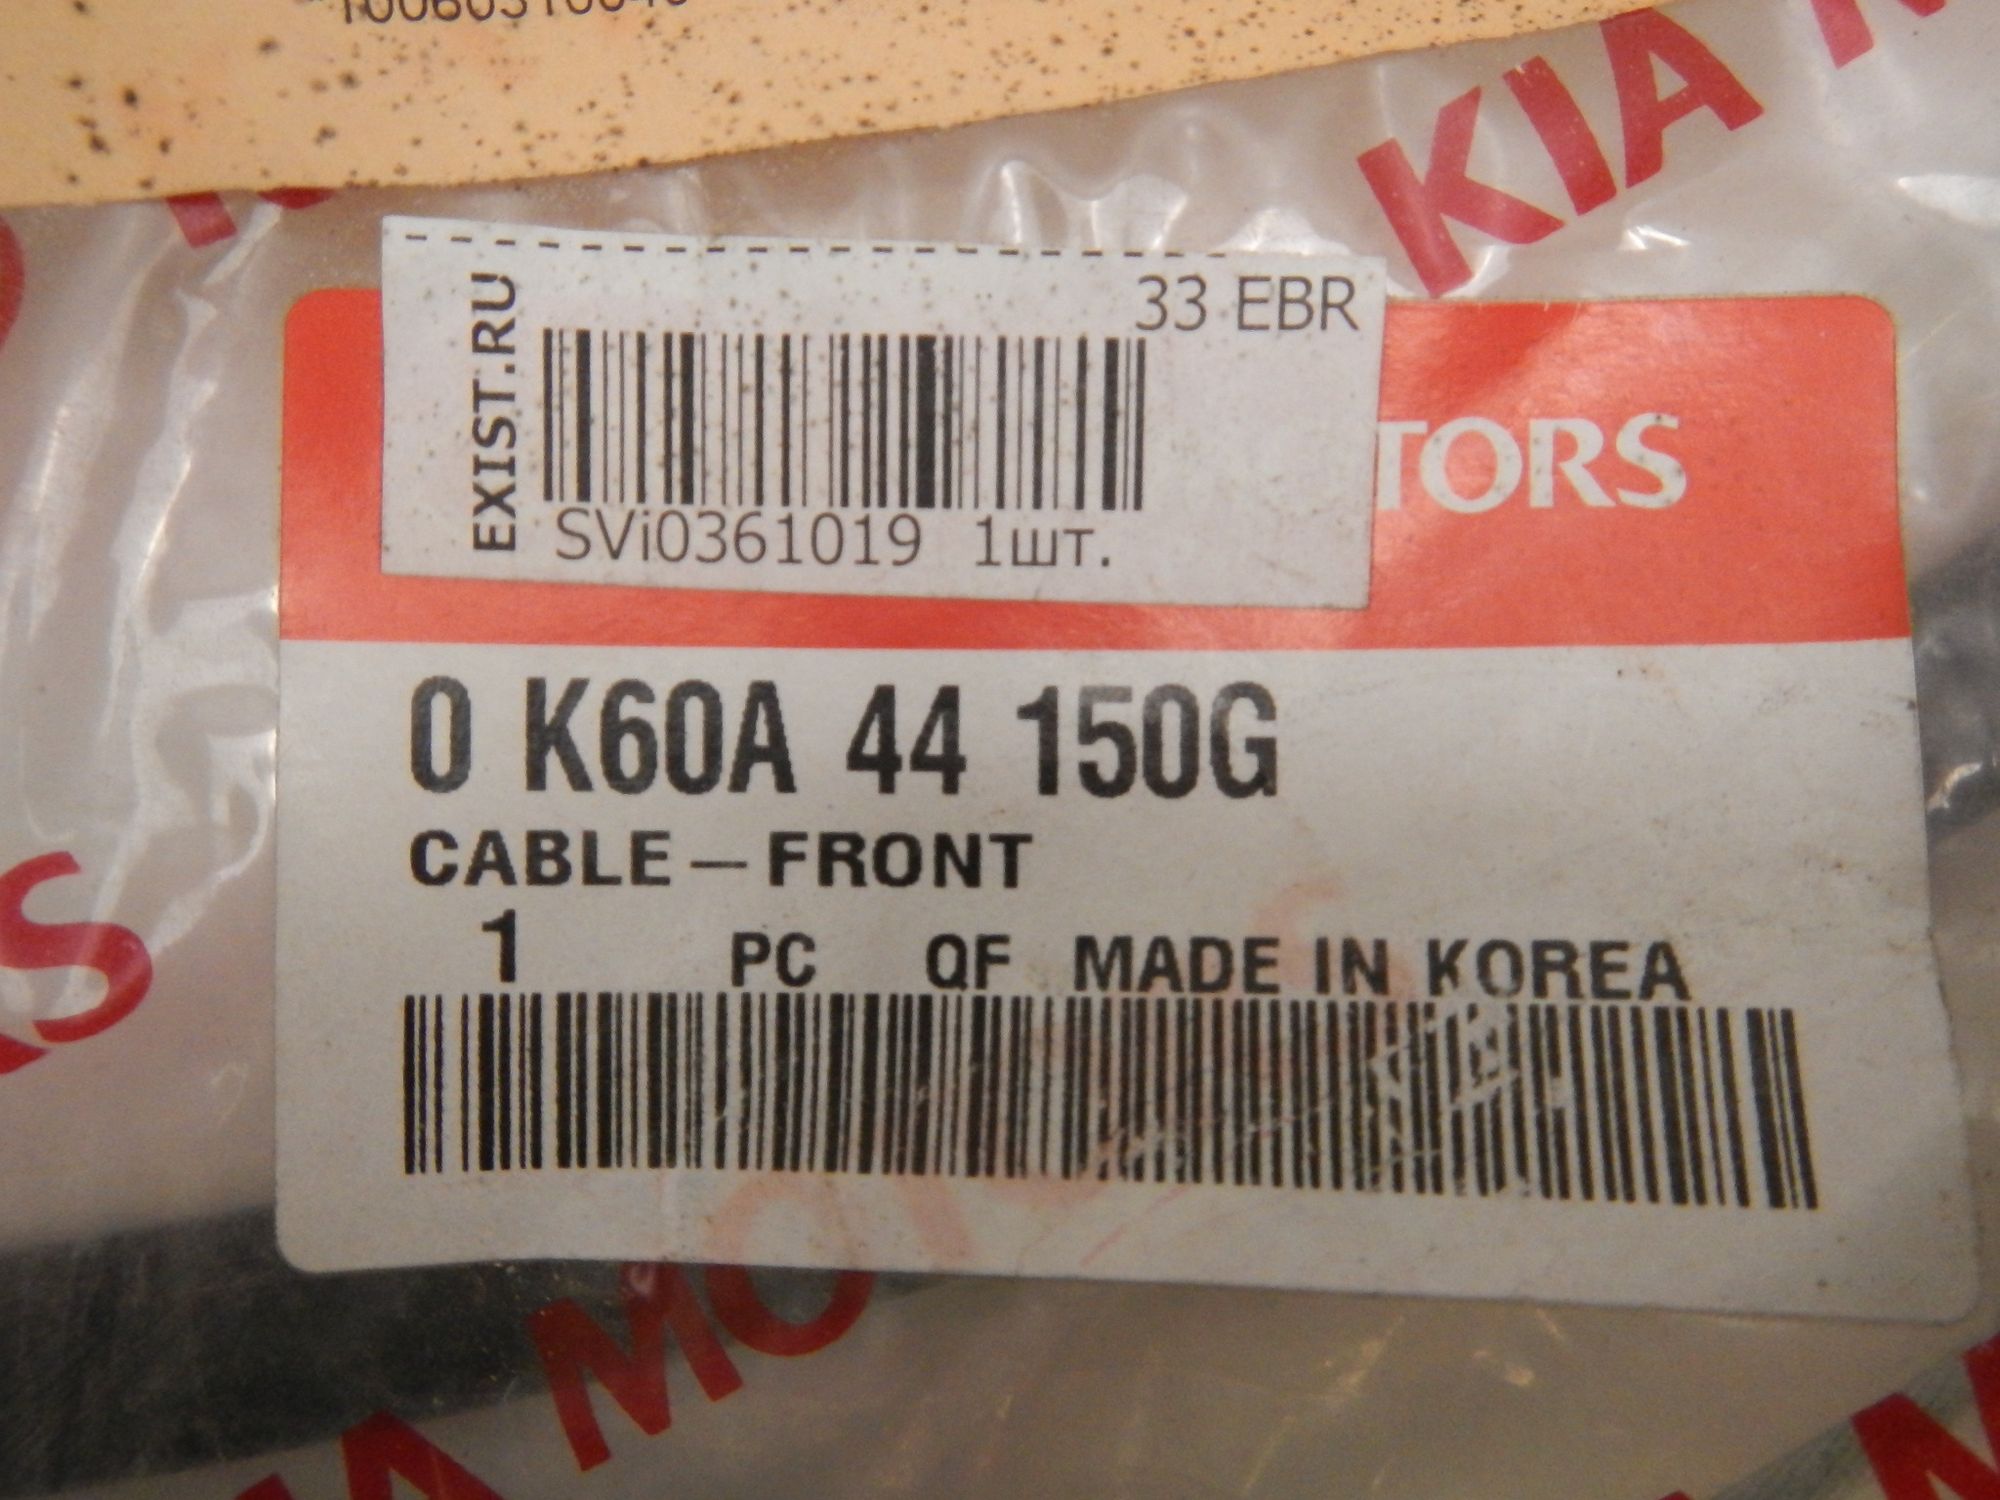 KIA
33 EBR
EXIST.RU
SVi0361019 1шт.
TORS
0 K60A 44 150G
CABLE-FRONT
1 PC QF MADE IN KOREA
S
MOTORS